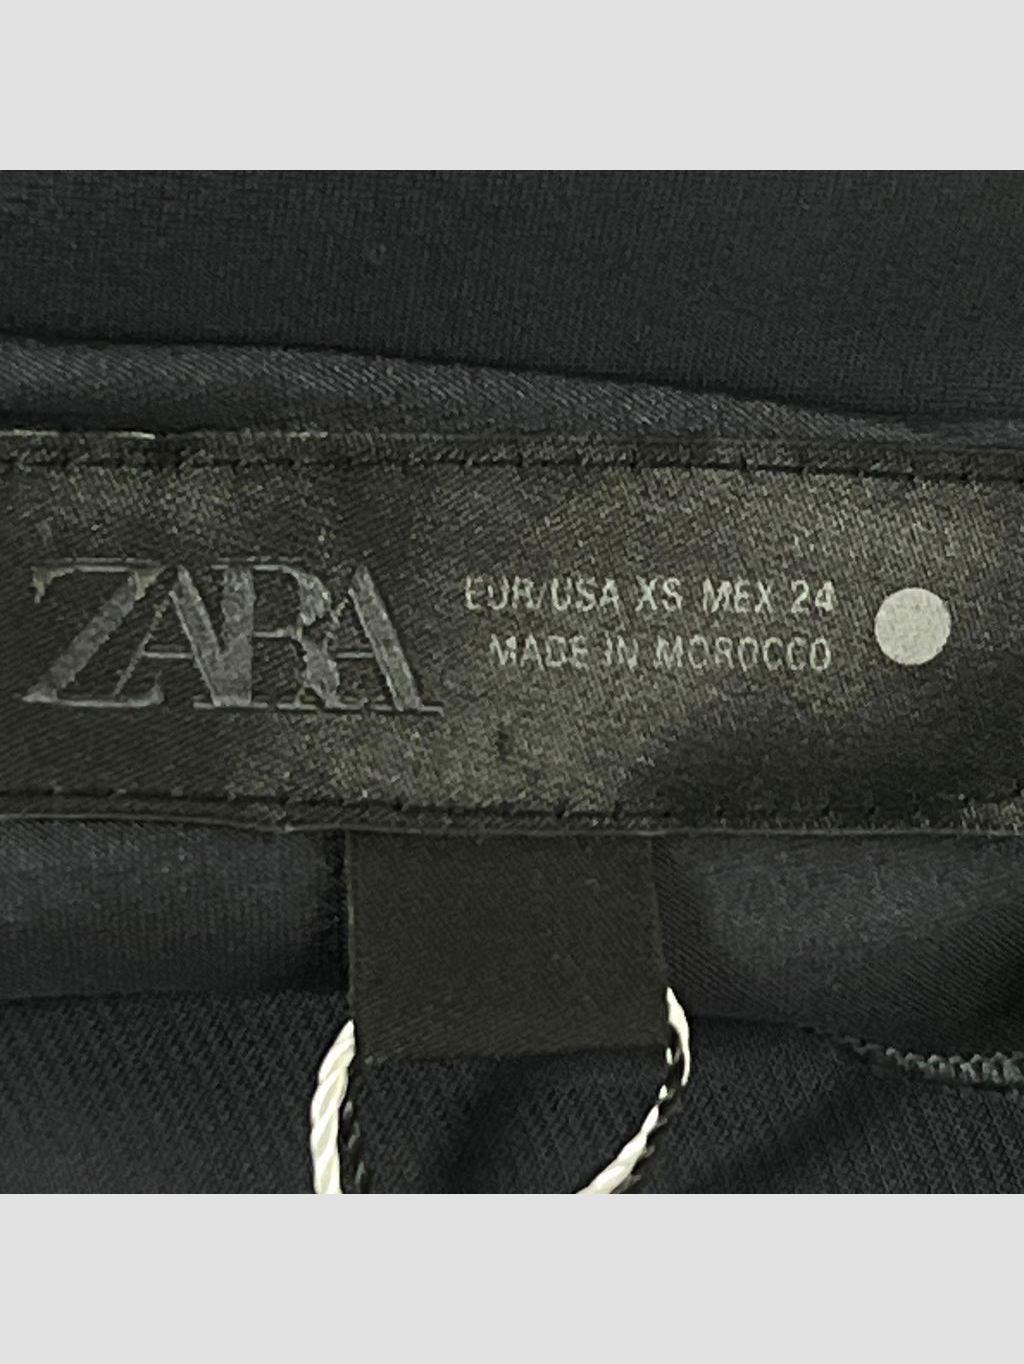 ZARA
EUR/USA XS MEX 24
MADE IN MOROCCO